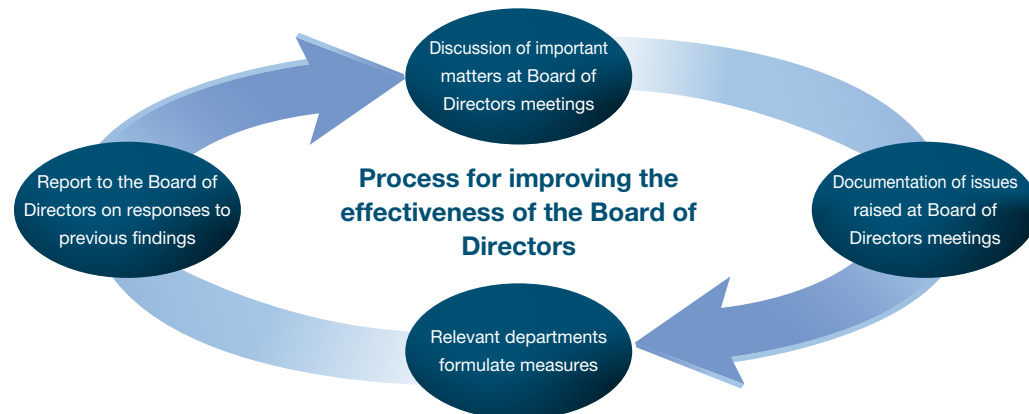 Discussion of important
matters at Board of
Directors meetings
Process for improving the
effectiveness of the Board of
Directors
Report to the Board of
Directors on responses to
previous findings
Documentation of issues
raised at Board of
Directors meetings
Relevant departments
formulate measures